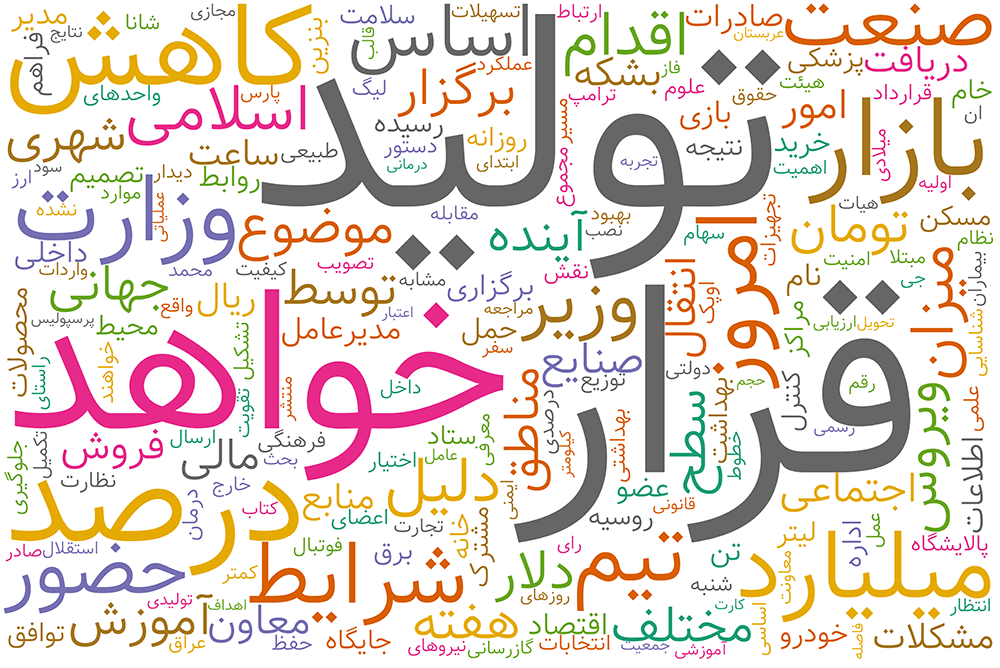 تولید
قرار
خواهد
کاهش
اساس
اقدام
صادرات
صنعت
مدیر
شانا
مجازی
سلامت
تسهیلات
ارتباط
عربستان
نتایج
فراهم
بنزین
قالب
عملکرد
فاز
بشکه
پزشکی
دریافت
واحدهای
پارس
لیگ
برگزار
ترامپ
علوم
حقوق
هیئت
قرارداد
خام
اسلامی
رسیده
روزانه
مسیر
مجموع
بازی
امور
ان
شهری
ساعت
طبیعی
دستور
ابتدای
نتیجه
خرید
میلادی
بازار
سود
ارز
تصمیم
دیدار
روابط
درمانی
تجربه
اهمیت
اولیه
موارد
وزارت
نشده
عملیاتی
مقابله
بهبود
نصب
هیات
مسکن
داخلی
موضوع
آینده
سهام
امروز
تجهیزات
تومان
نظام
واردات
محمد
کیفیت
تصویب
مشابه
نقش
انتقال
اوپک
نام
امنیت
مبتلا
جی
بیماران
شناسایی
جهانی
ریال
توسط
برگزاری
وزیر
محصولات
پرسپولیس
محیط
واقع
اعتبار
مراجعه
مدیرعامل
حمل
سفر
مراکز
ارزیابی
تحویل
میزان
راستای
خواهند
تشکیل
تقویت
منتشر
داخل
صنایع
توزیع
دولتی
حجم
رقم
کنترل
علمی
مناطق
درصدی
بهداشت
رسمی
ویروس
جلوگیری
تکمیل
فروش
ارسال
فرهنگی
بحث
ستاد
عامل
معرفی
اختیار
کیلومتر
بهداشتی
سطح
خطوط
اطلاعات
نظارت
مالی
خارج
درصد
منابع
دلیل
ایمنی
عضو
قانونی
اجتماعی
درمان
کتاب
اعضای
تجارت
خانه
مشترک
روسیه
لیتر
اداره
عمل
پالایشگاه
صادر
استقلال
فوتبال
برق
رای
تن
حضور
کمتر
شرایط
دلار
تیم
شنبه
معاونت
میلیارد
تولیدی
اهداف
روزهای
کارت
انتظار
توافق
آموزش
عراق
معاون
حفظ
جایگاه
هفته
نیروهای
اقتصاد
گازرسانی
انتخابات
مختلف
جمعیت
آموزشی
اساسی
خودرو
فاصله
مشکلات